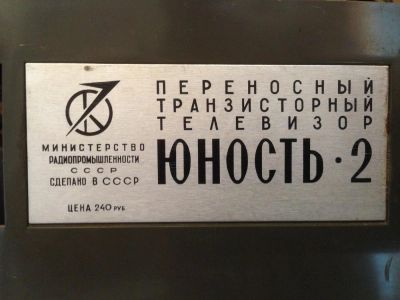 МИНИСТЕРСТВО
РАДИОПРОМЫШЛЕННОСТИ
СССР
СДЕЛАНО В СССР
ЦЕНА 240 РУБ
ПЕРЕНОСНЫЙ
ТРАНЗИСТОРНЫЙ
ТЕЛЕВИЗОР
ЮНОСТЬ·2